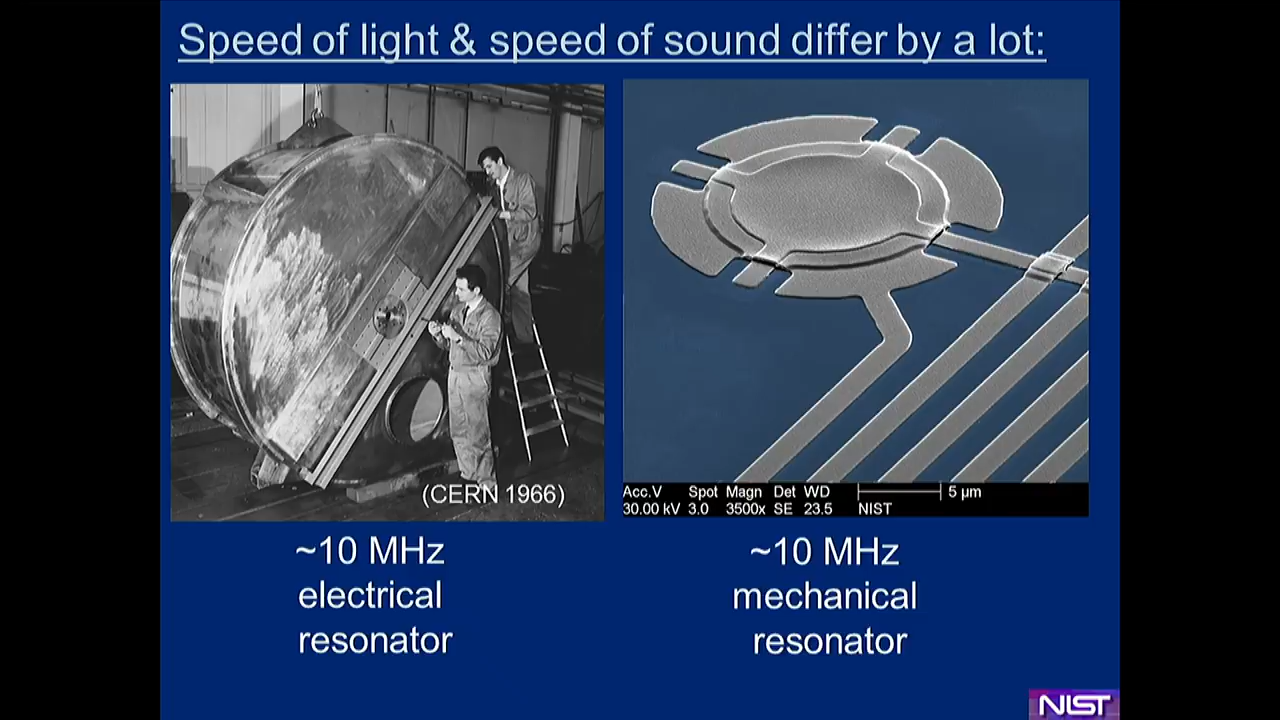 Speed of light & speed of sound differ by a lot:
(CERN 1966)
Acc.V Spot Magn Det WD 5 µm
30.00 kV 3.0 3500x SE 23.5 NIST
~10 MHz
electrical
resonator
~10 MHz
mechanical
resonator
NIST